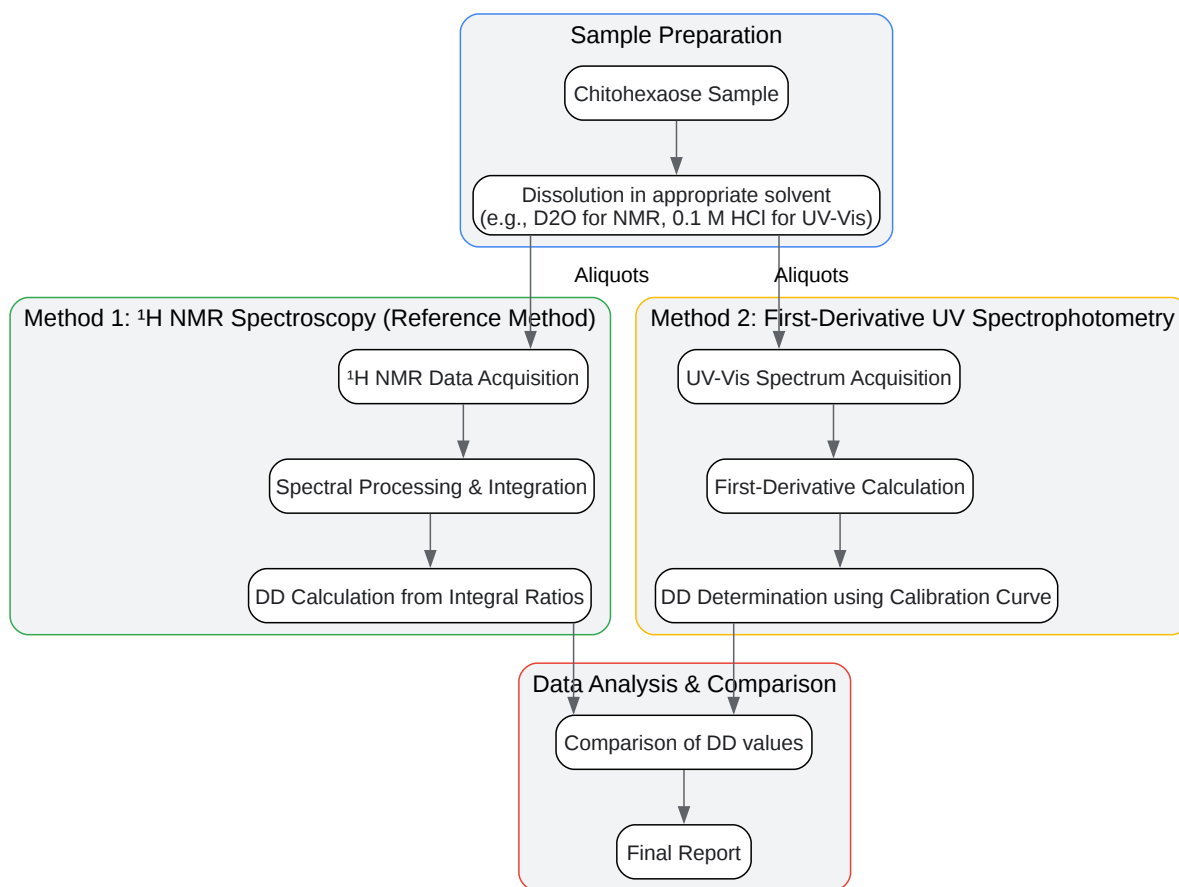 Sample Preparation
Chitohexaose Sample
Dissolution in appropriate solvent
(e.g., D2O for NMR, 0.1 M HCl for UV-Vis)
Aliquots
Aliquots
Method 1: ¹H NMR Spectroscopy (Reference Method)
¹H NMR Data Acquisition
Spectral Processing & Integration
DD Calculation from Integral Ratios
Method 2: First-Derivative UV Spectrophotometry
UV-Vis Spectrum Acquisition
First-Derivative Calculation
DD Determination using Calibration Curve
Data Analysis & Comparison
Comparison of DD values
Final Report